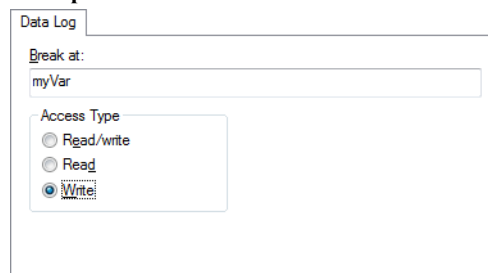 Data Log
Break at:
myVar
Access Type
Read/write
Read
Write